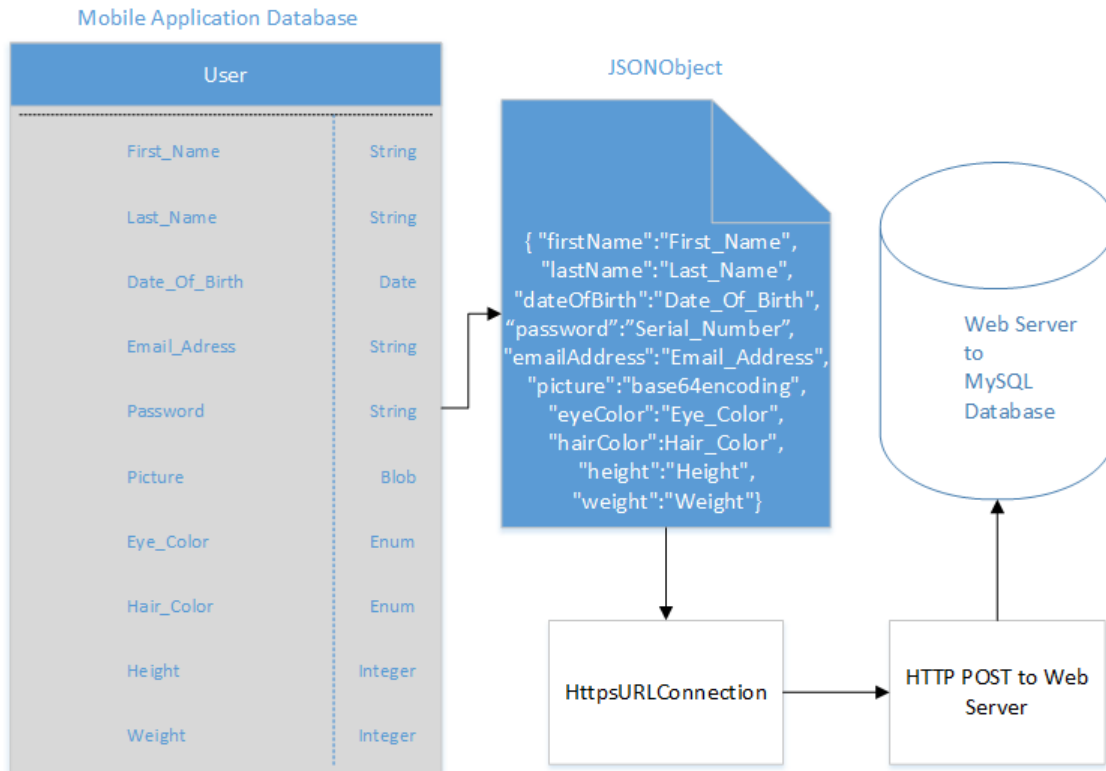 Mobile Application Database
User
First_Name String
Last_Name String
Date_Of_Birth Date
Email_Adress String
Password String
Picture Blob
Eye_Color Enum
Hair_Color Enum
Height Integer
Weight Integer
JSONObject
{ "firstName":"First_Name",
"lastName":"Last_Name",
"dateOfBirth":"Date_Of_Birth",
“password”:”Serial_Number”,
"emailAddress":"Email_Address",
"picture":"base64encoding",
"eyeColor":"Eye_Color",
"hairColor":Hair_Color",
"height":"Height",
"weight":"Weight"}
HttpsURLConnection
HTTP POST to Web
Server
Web Server
to
MySQL
Database